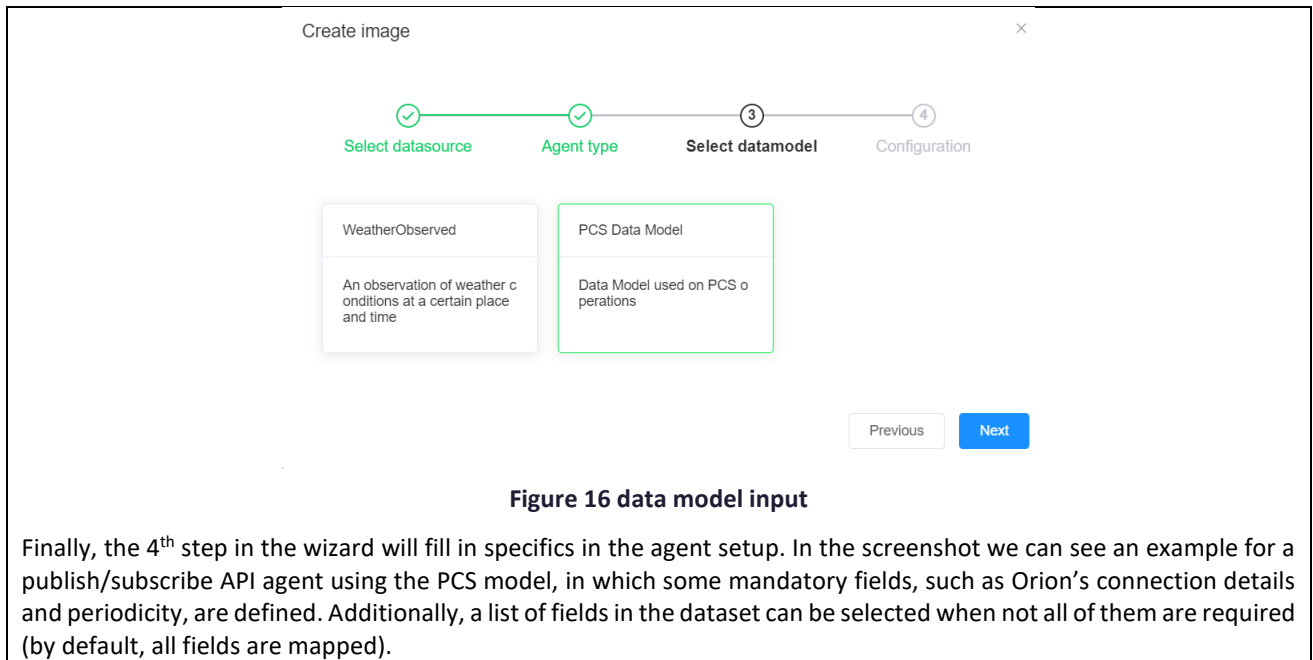 Create image
×
3
4
Select datasource
Agent type
Select datamodel
Configuration
WeatherObserved
PCS Data Model
An observation of weather c
onditions at a certain place
and time
Data Model used on PCS o
perations
Previous
Next
Figure 16 data model input
Finally, the 4th step in the wizard will fill in specifics in the agent setup. In the screenshot we can see an example for a
publish/subscribe API agent using the PCS model, in which some mandatory fields, such as Orion’s connection details
and periodicity, are defined. Additionally, a list of fields in the dataset can be selected when not all of them are required
(by default, all fields are mapped).